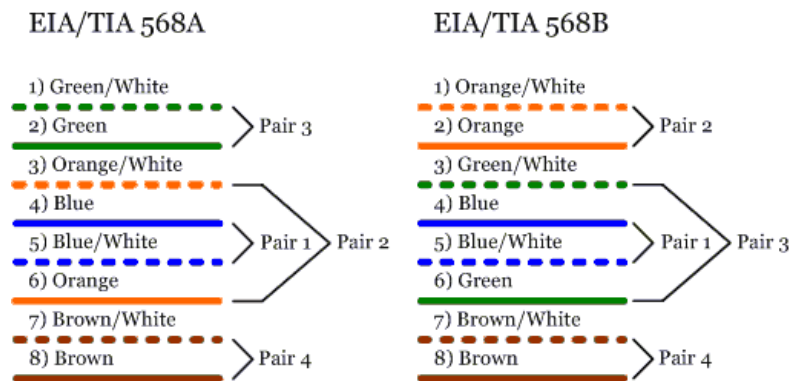 EIA/TIA 568A
1) Green/White
2) Green
Pair 3
3) Orange/White
4) Blue
5) Blue/White
Pair 1
Pair 2
6) Orange
7) Brown/White
8) Brown
Pair 4
EIA/TIA 568B
1) Orange/White
2) Orange
Pair 2
3) Green/White
4) Blue
5) Blue/White
Pair 1
Pair 3
6) Green
7) Brown/White
8) Brown
Pair 4